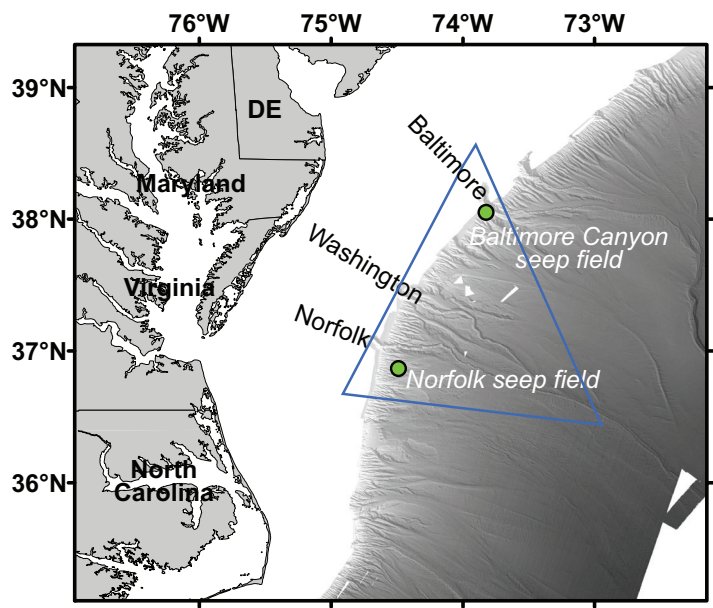 76°W 75°W 74°W 73°W
39°N
DE
Baltimore
Maryland
38°N
Baltimore Canyon
seep field
Washington
Virginia
Norfolk
37°N
Norfolk seep field
36°N
North
Carolina